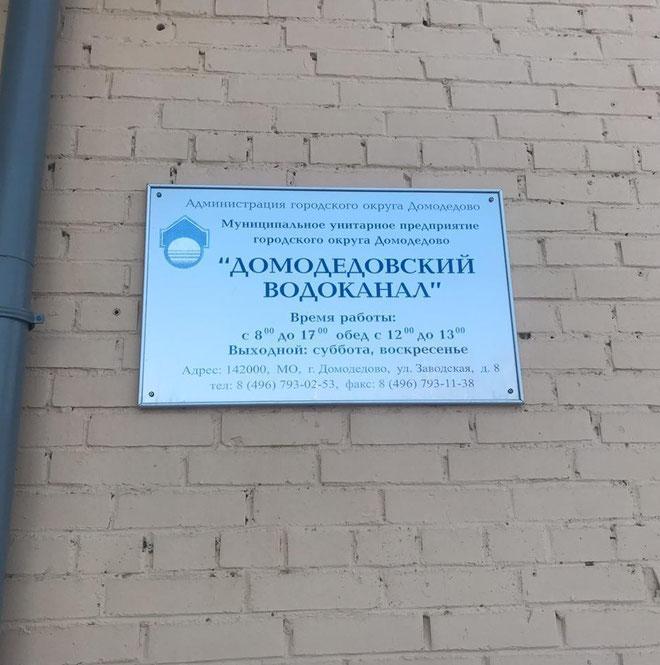 Администрация городского округа Домодедово
Муниципальное унитарное предприятие
городского округа Домодедово
“ДОМОДЕДОВСКИЙ
ВОДОКАНАЛ”
Время работы:
с 8⁰⁰ до 17⁰⁰ обед с 12⁰⁰ до 13⁰⁰
Выходной: суббота, воскресенье
Адрес: 142000, МО, г. Домодедово, ул. Заводская, д. 8
тел: 8 (496) 793-02-53, факс: 8 (496) 793-11-38